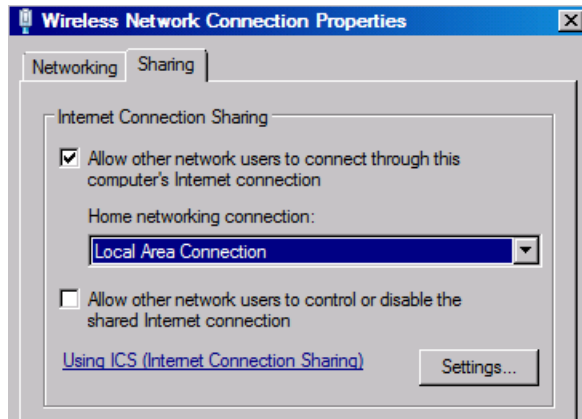 Wireless Network Connection Properties
Networking
Sharing
Internet Connection Sharing
Allow other network users to connect through this
computer's Internet connection
Home networking connection:
Local Area Connection
Allow other network users to control or disable the
shared Internet connection
Using ICS (Internet Connection Sharing)
Settings...